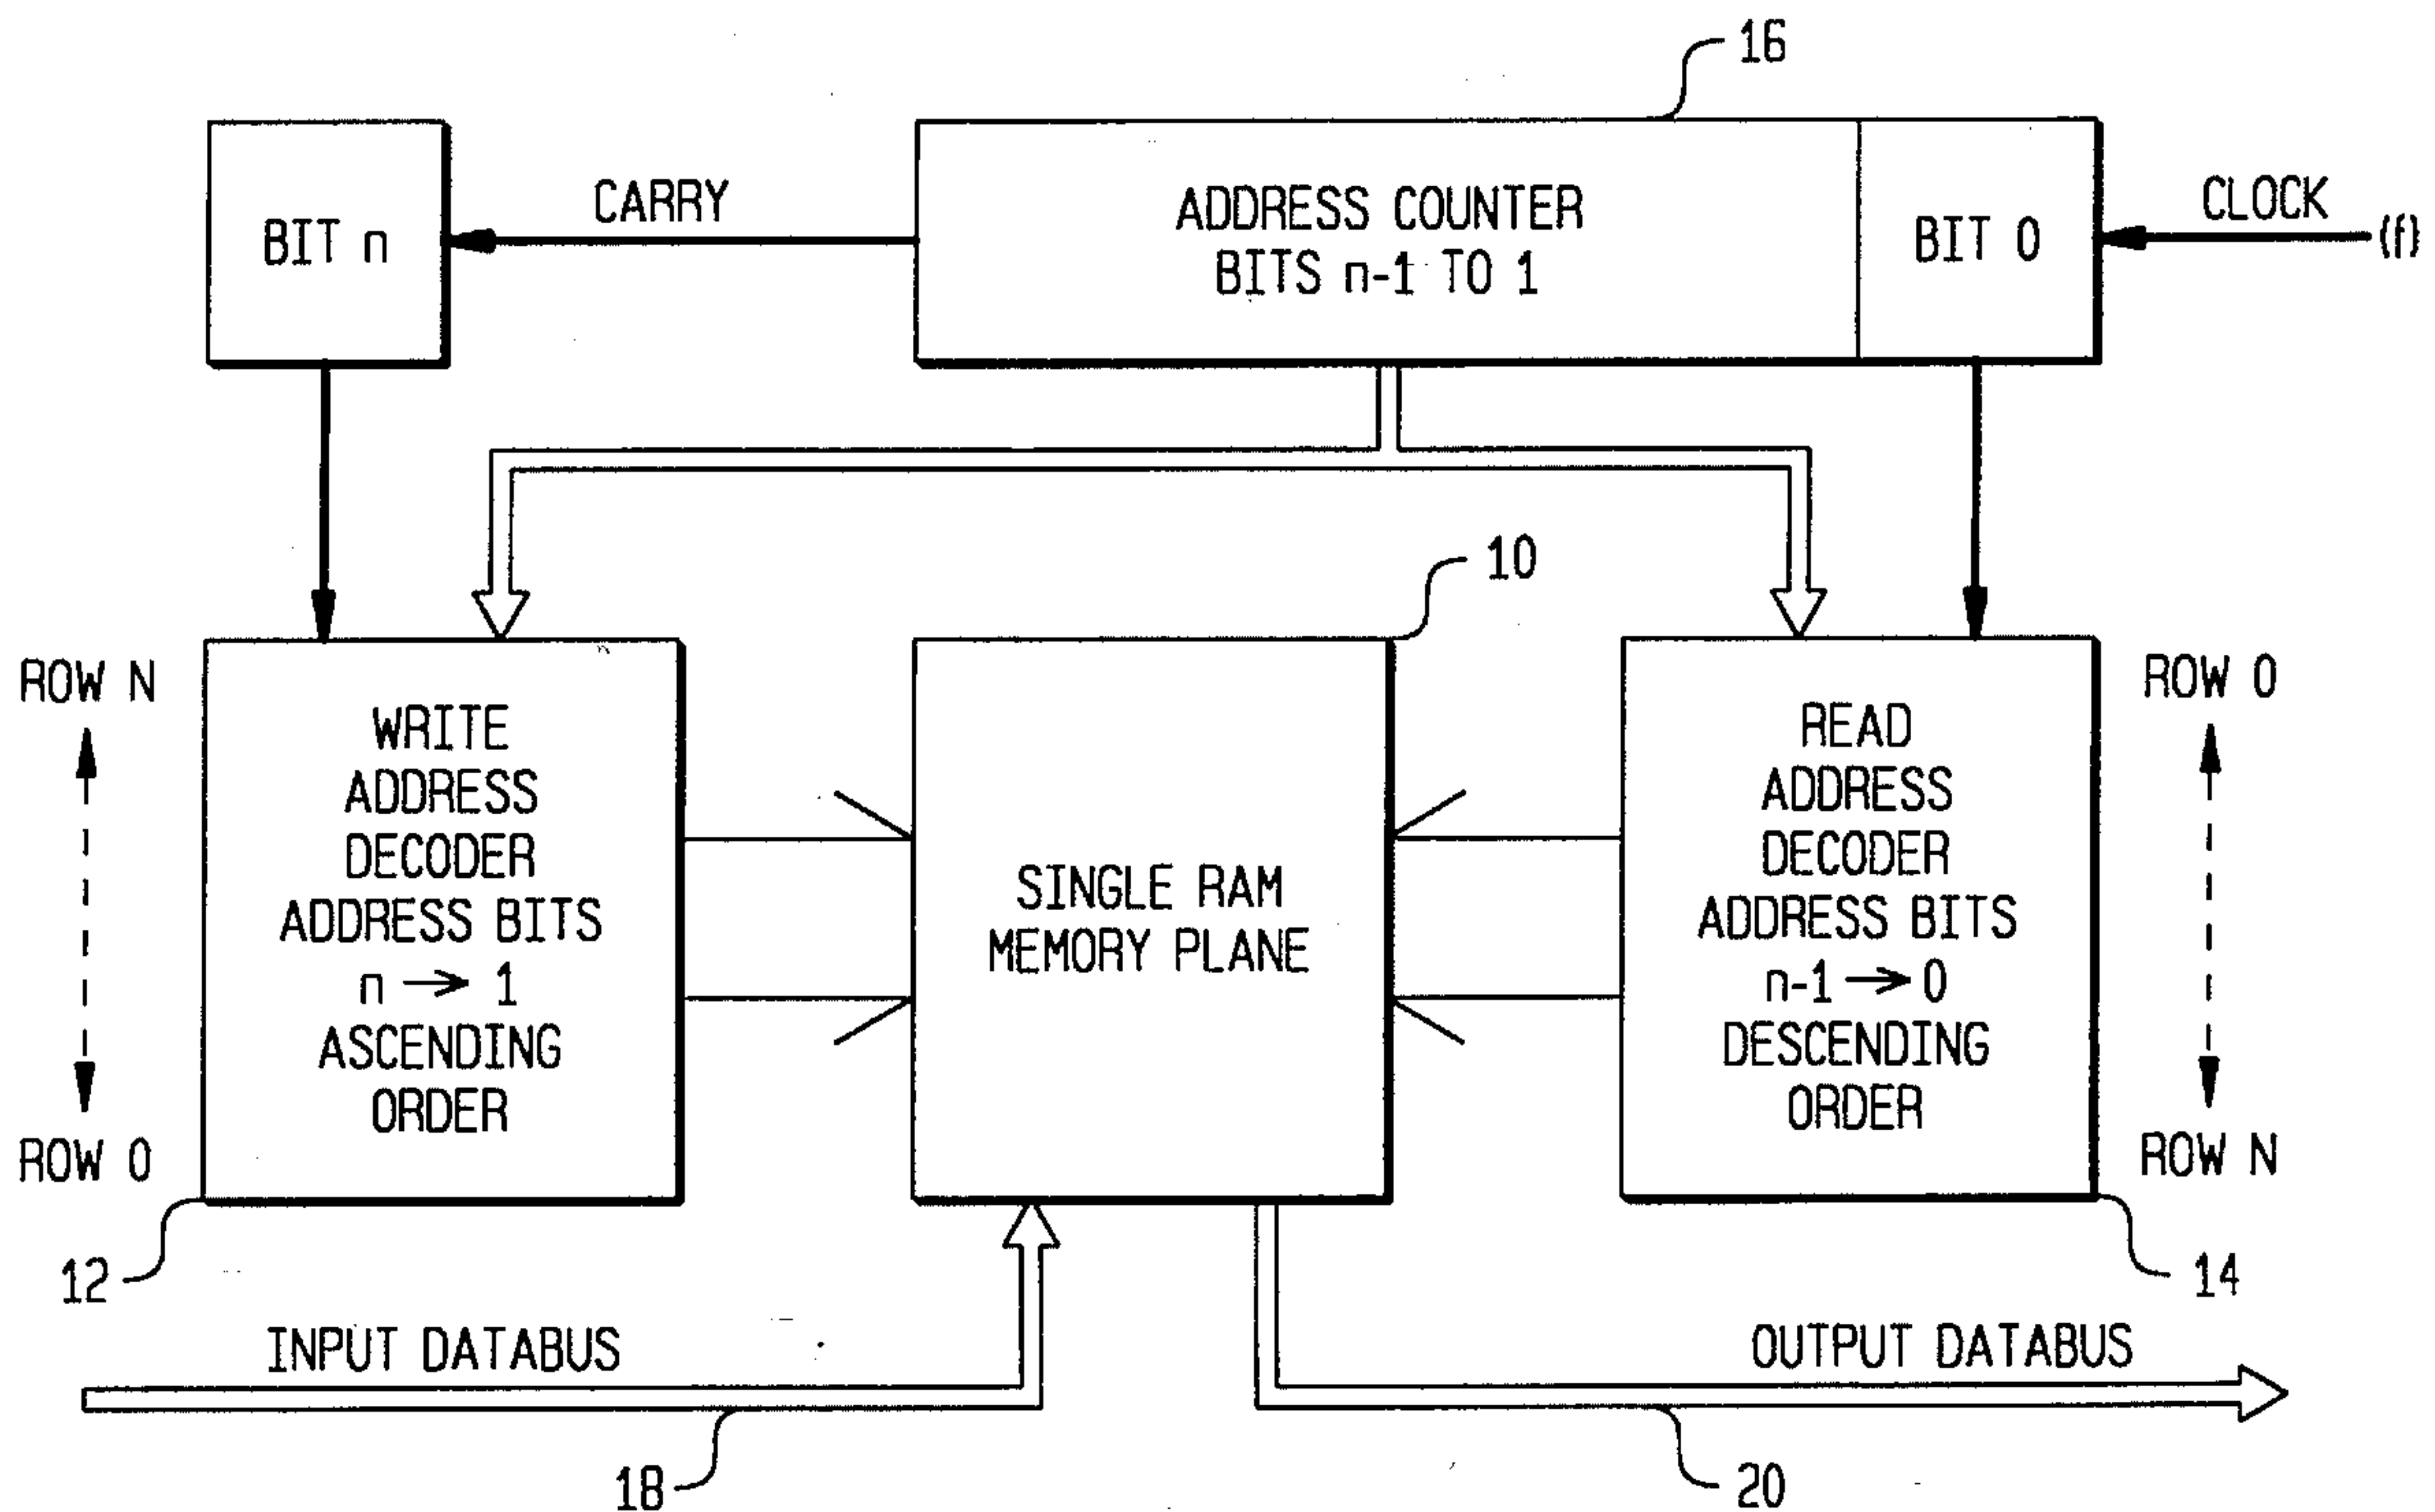 16
BIT n
CARRY
ADDRESS COUNTER
BITS n-1 TO 1
BIT 0
CLOCK
(f)
10
ROW N
ROW 0
WRITE
ADDRESS
DECODER
ADDRESS BITS
n → 1
ASCENDING
ORDER
SINGLE RAM
MEMORY PLANE
READ
ADDRESS
DECODER
ADDRESS BITS
n-1 → 0
DESCENDING
ORDER
ROW 0
ROW N
12
14
INPUT DATABUS
OUTPUT DATABUS
18
20